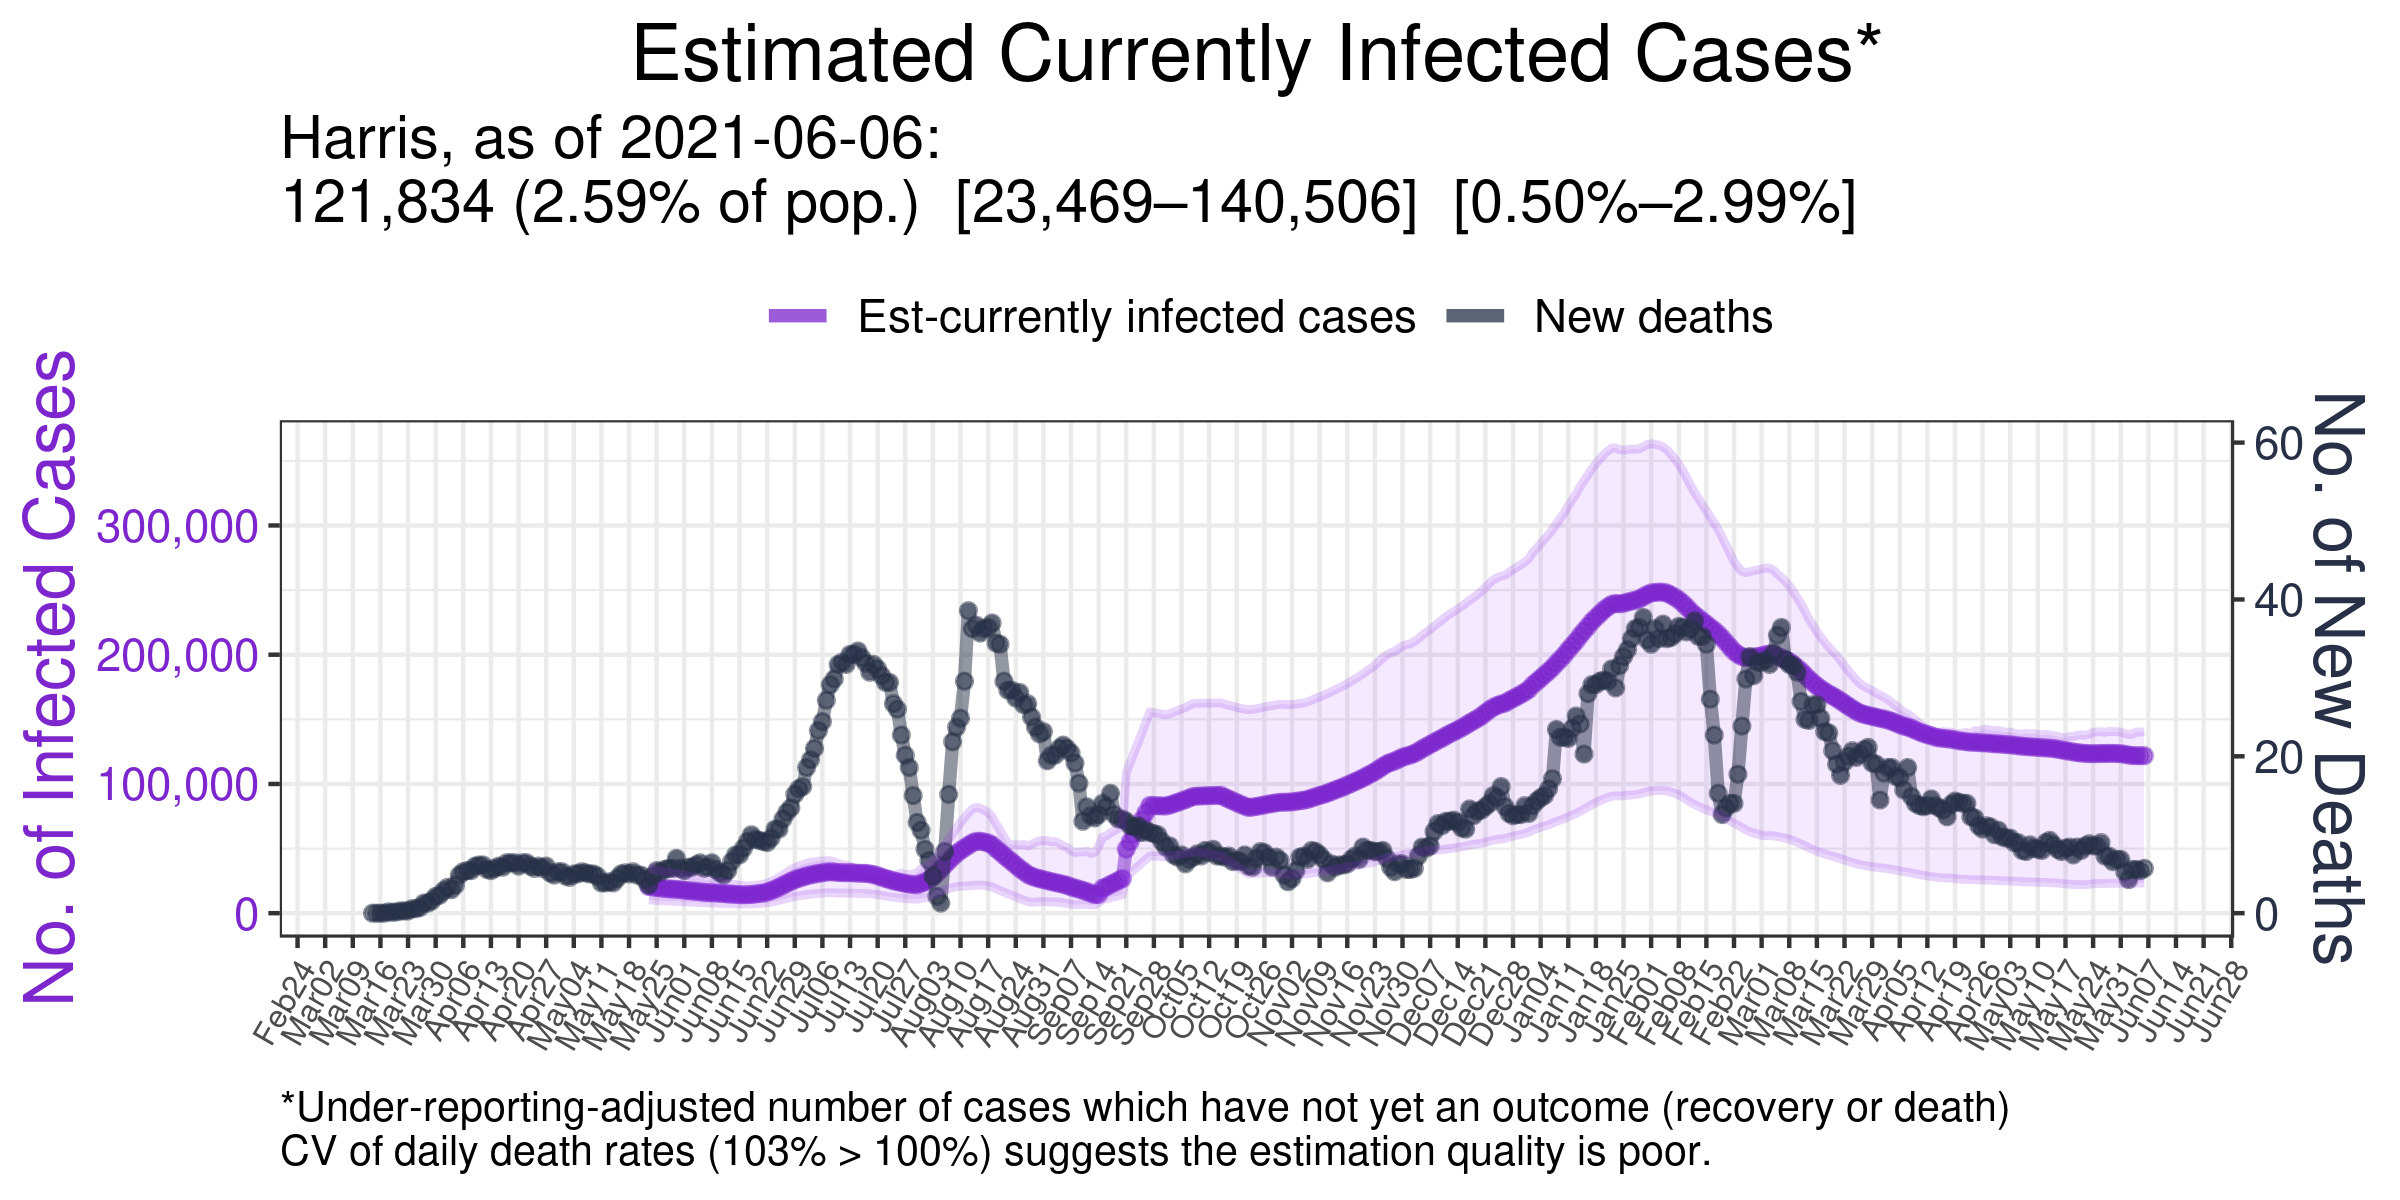 Estimated Currently Infected Cases*
Harris, as of 2021-06-06:
121,834 (2.59% of pop.) [23,469–140,506] [0.50%–2.99%]
Est-currently infected cases New deaths
No. of Infected Cases
300,000
200,000
100,000
0
60
40
20
0
No. of New Deaths
Feb24 Mar02 Mar09 Mar16 Mar23 Mar30 Apr06 Apr13 Apr20 Apr27 May04 May11 May18 May25 Jun01 Jun08 Jun15 Jun22 Jun29 Jul06 Jul13 Jul20 Jul27 Aug03 Aug10 Aug17 Aug24 Aug31 Sep07 Sep14 Sep21 Sep28 Oct05 Oct12 Oct19 Oct26 Nov02 Nov09 Nov16 Nov23 Nov30 Dec07 Dec14 Dec21 Dec28 Jan04 Jan11 Jan18 Jan25 Feb01 Feb08 Feb15 Feb22 Mar01 Mar08 Mar15 Mar22 Mar29 Apr05 Apr12 Apr19 Apr26 May03 May10 May17 May24 May31 Jun07 Jun14 Jun21 Jun28
*Under-reporting-adjusted number of cases which have not yet an outcome (recovery or death)
CV of daily death rates (103% > 100%) suggests the estimation quality is poor.